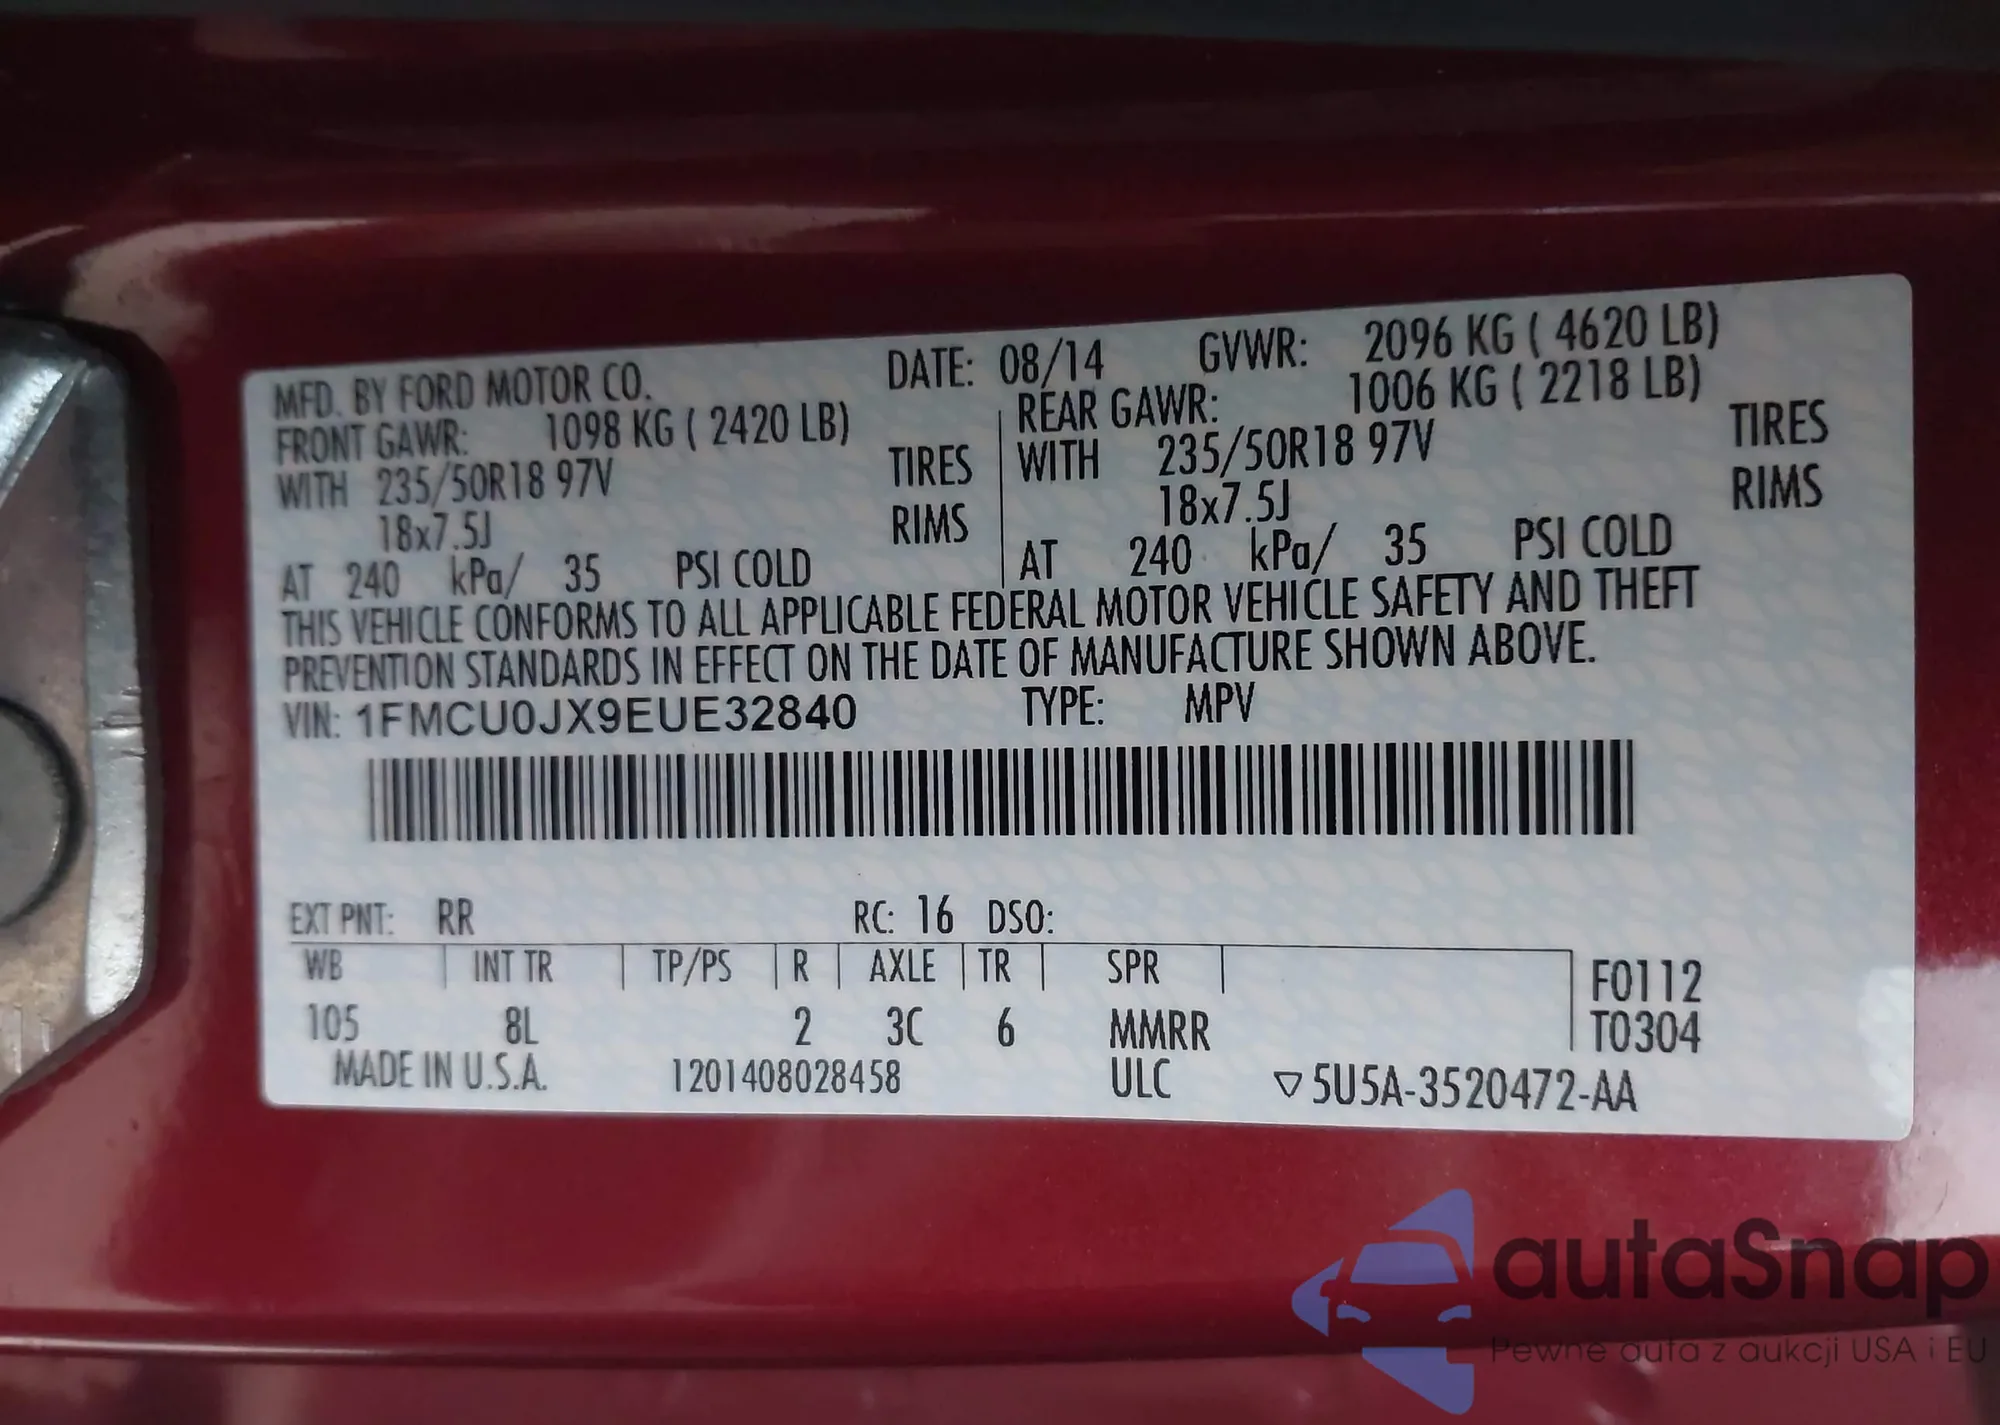 MFD. BY FORD MOTOR CO. DATE: 08/14 GVWR: 2096 KG ( 4620 LB)
FRONT GAWR: 1098 KG ( 2420 LB) REAR GAWR: 1006 KG ( 2218 LB)
WITH 235/50R18 97V TIRES WITH 235/50R18 97V TIRES
18x7.5J RIMS 18x7.5J RIMS
AT 240 kPa/ 35 PSI COLD AT 240 kPa/ 35 PSI COLD
THIS VEHICLE CONFORMS TO ALL APPLICABLE FEDERAL MOTOR VEHICLE SAFETY AND THEFT
PREVENTION STANDARDS IN EFFECT ON THE DATE OF MANUFACTURE SHOWN ABOVE.
VIN: 1FMCU0JX9EUE32840 TYPE: MPV
EXT PNT: RR RC: 16 DSO:
WB INT TR TP/PS R AXLE TR SPR F0112
105 8L 2 3C 6 MMRR T0304
MADE IN U.S.A. 1201408028458 ULC ▽5U5A-3520472-AA
autaSnap
Pewne auta z aukcji USA i EU